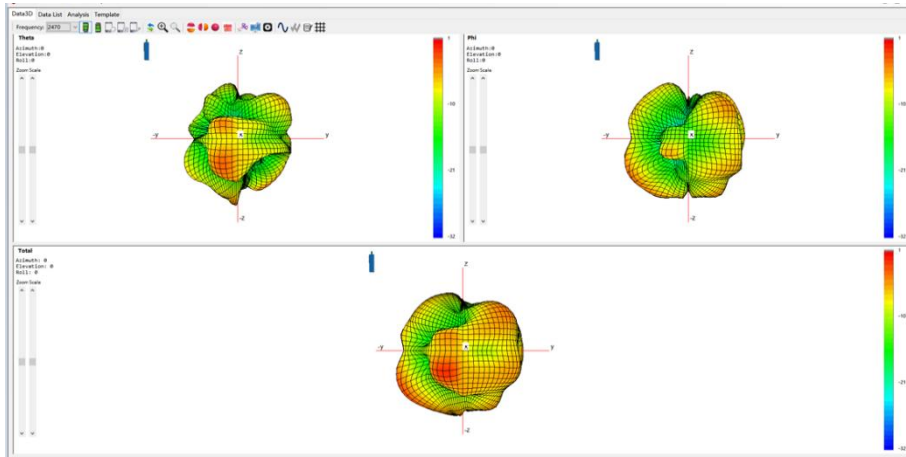 Data3D Data List Analysis Template
Frequency: 2470
Theta
Azimuth:0
Elevation:0
Roll:0
Zoom Scale
z
-y
x
y
-z
1
-10
-21
-32
Phi
Azimuth:0
Elevation:0
Roll:0
Zoom Scale
z
-y
x
y
-z
1
-10
-21
-32
Total
Azimuth: 0
Elevation: 0
Roll: 0
Zoom Scale
z
-y
x
y
-z
1
-10
-21
-32